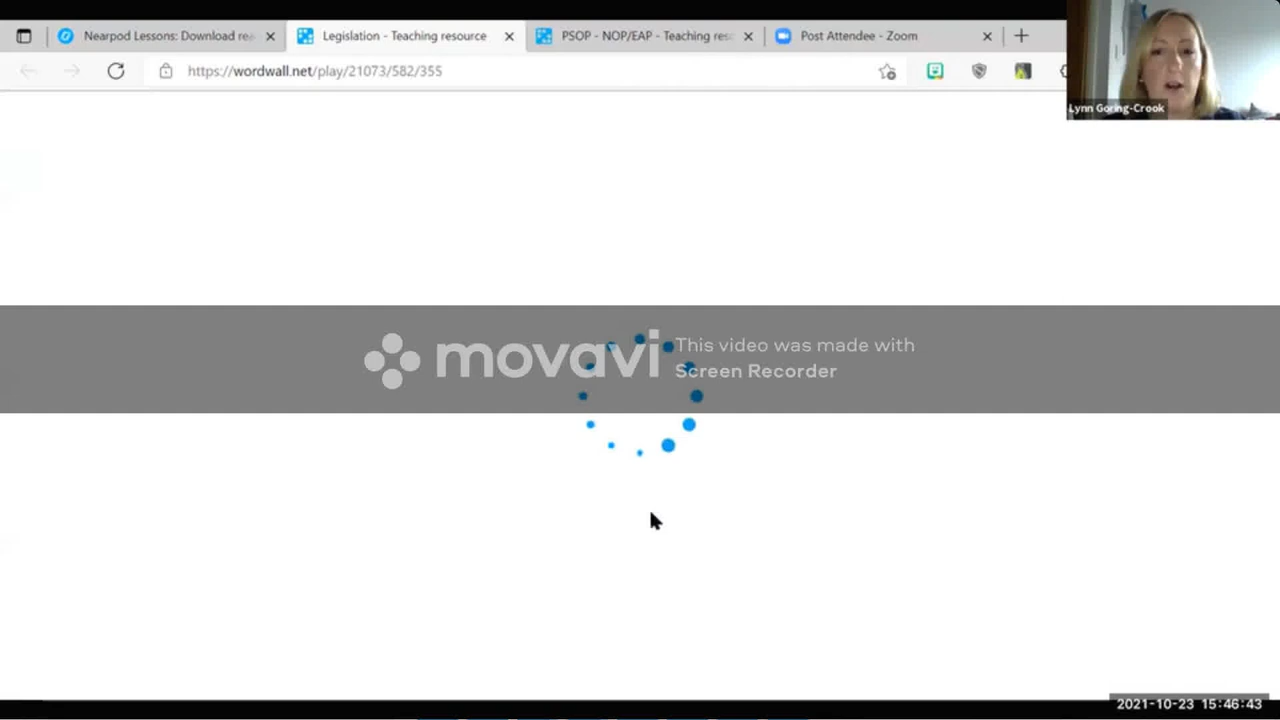 Nearpod Lessons: Download rea
Legislation - Teaching resource
PSOP - NOP/EAP - Teaching reso
Post Attendee - Zoom
https://wordwall.net/play/21073/582/355
Lynn Goring-Crook
movavi
This video was made with
Screen Recorder
2021-10-23 15:46:43